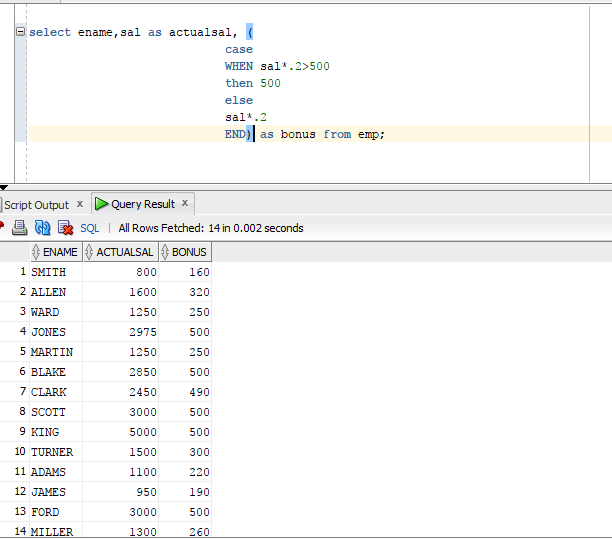 select ename,sal as actualsal, (
case
WHEN sal*.2>500
then 500
else
sal*.2
END) as bonus from emp;
Script Output x Query Result x
SQL | All Rows Fetched: 14 in 0.002 seconds
ENAME ACTUALSAL BONUS
1 SMITH 800 160
2 ALLEN 1600 320
3 WARD 1250 250
4 JONES 2975 500
5 MARTIN 1250 250
6 BLAKE 2850 500
7 CLARK 2450 490
8 SCOTT 3000 500
9 KING 5000 500
10 TURNER 1500 300
11 ADAMS 1100 220
12 JAMES 950 190
13 FORD 3000 500
14 MILLER 1300 260